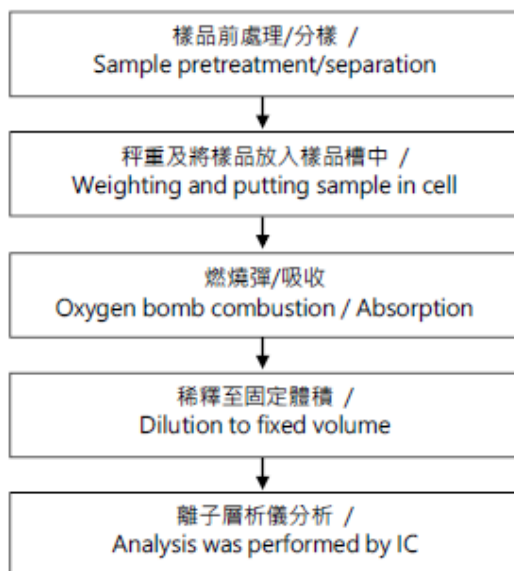 樣品前處理/分樣 /
Sample pretreatment/separation
秤重及將樣品放入樣品槽中 /
Weighting and putting sample in cell
燃燒彈/吸收
Oxygen bomb combustion / Absorption
稀釋至固定體積 /
Dilution to fixed volume
離子層析儀分析 /
Analysis was performed by IC